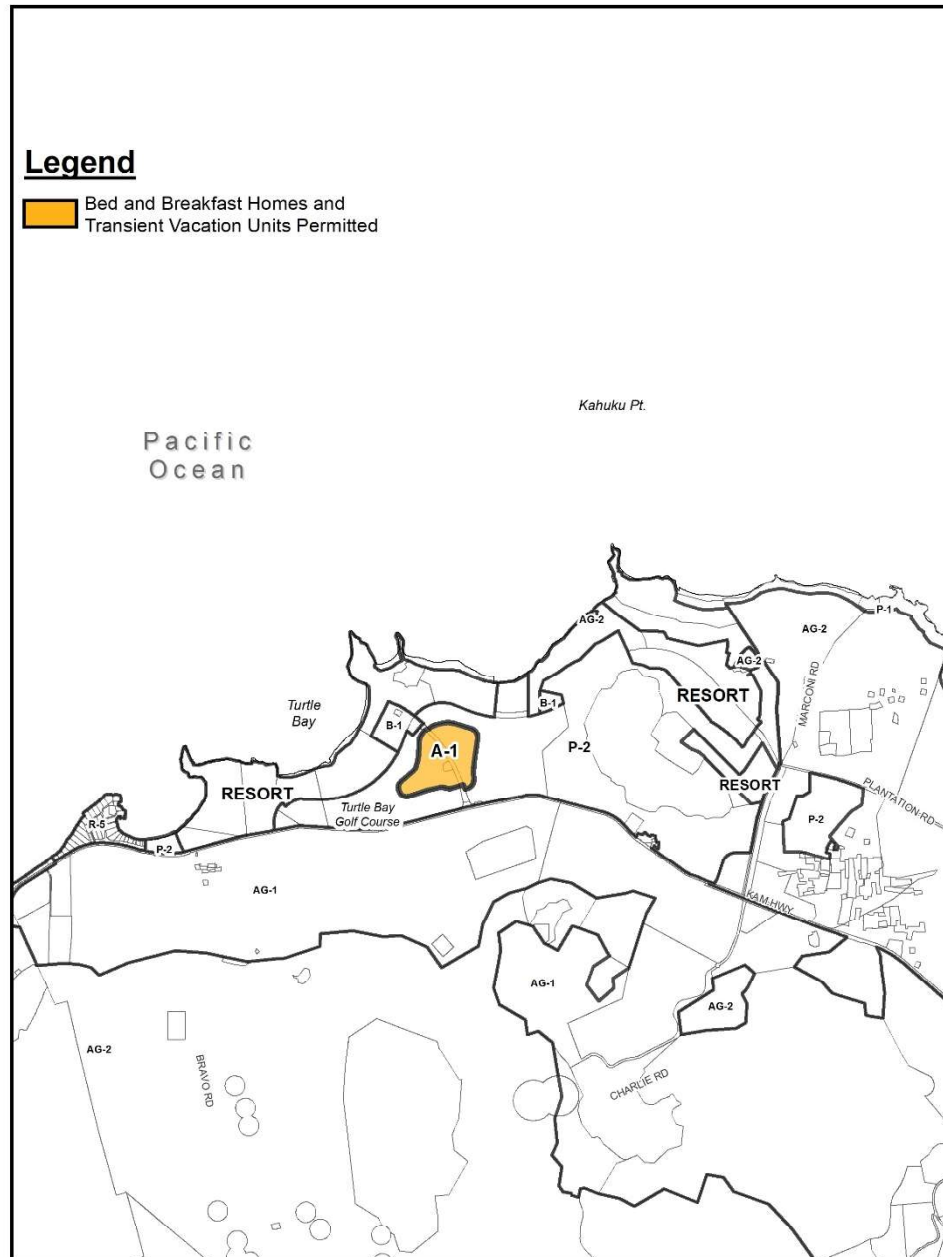 Legend
Bed and Breakfast Homes and
Transient Vacation Units Permitted
Kahuku Pt.
Pacific
Ocean
P-1
AG-2
AG-2
AG-2
MARCONI RD
RESORT
B-1
Turtle
Bay
B-1
A-1
P-2
RESORT
RESORT
PLANTATION RD
Turtle Bay
Golf Course
R-5
P-2
P-2
AG-1
KAM HWY
AG-1
AG-2
AG-2
BRAVO RD
CHARLIE RD